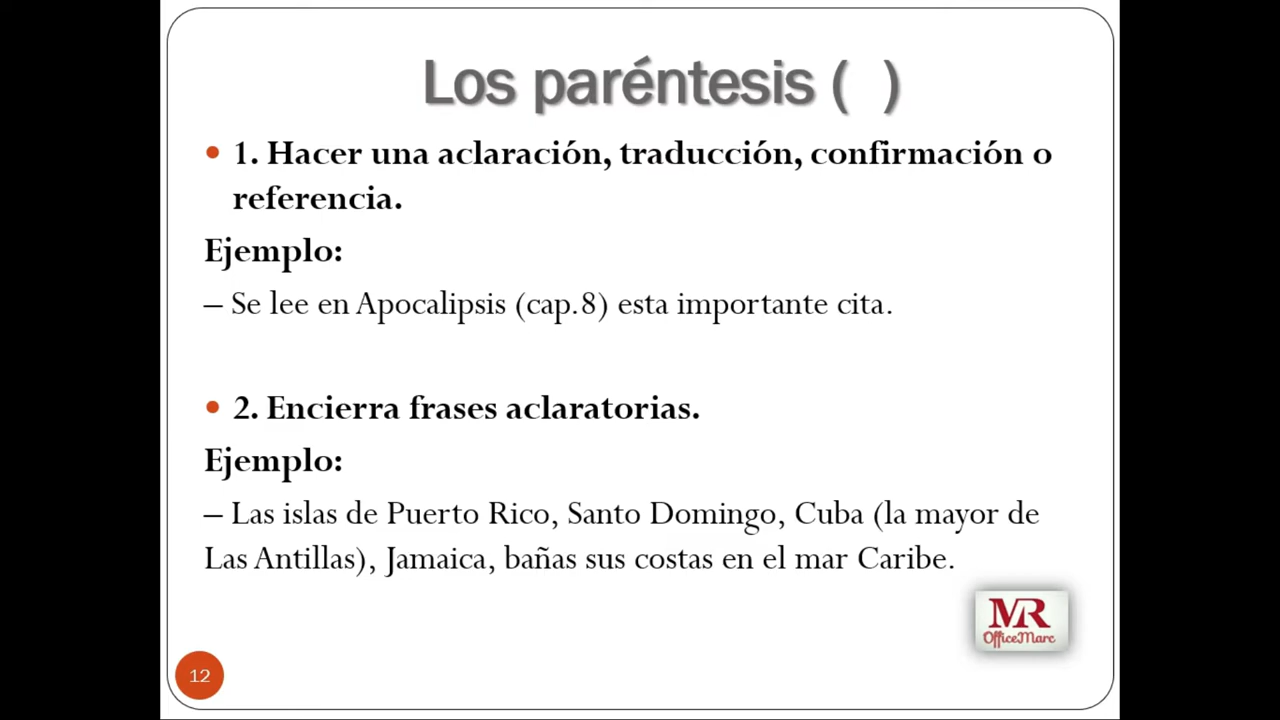 Los paréntesis ( )
• 1. Hacer una aclaración, traducción, confirmación o
referencia.
Ejemplo:
– Se lee en Apocalipsis (cap.8) esta importante cita.
• 2. Encierra frases aclaratorias.
Ejemplo:
– Las islas de Puerto Rico, Santo Domingo, Cuba (la mayor de
Las Antillas), Jamaica, bañas sus costas en el mar Caribe.
MR
OfficeMarc
12